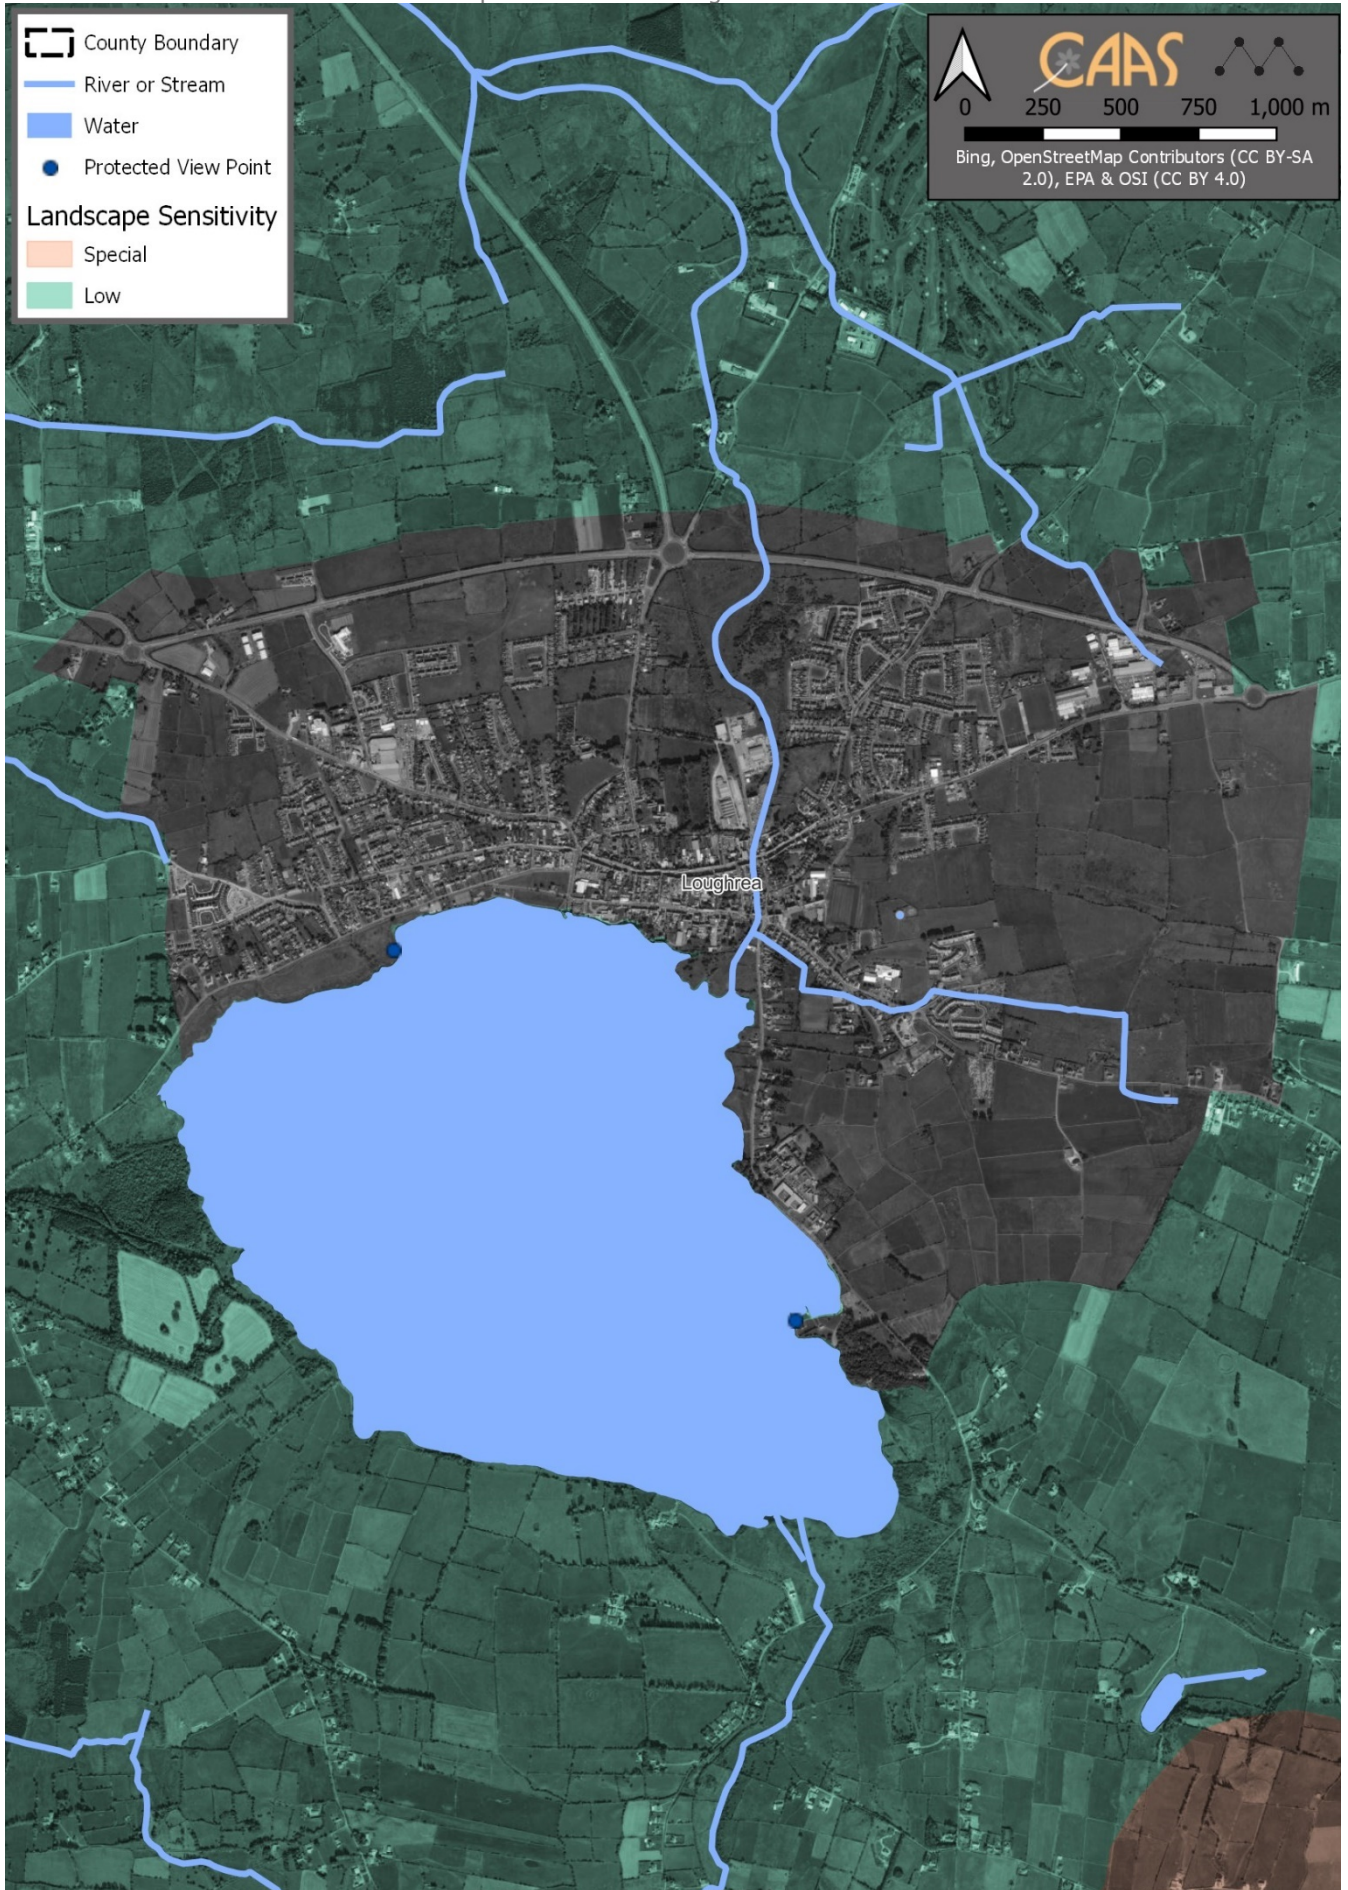 County Boundary
River or Stream
Water
Protected View Point
Landscape Sensitivity
Special
Low
CAAS
0 250 500 750 1,000 m
Bing, OpenStreetMap Contributors (CC BY-SA
2.0), EPA & OSI (CC BY 4.0)
Loughrea